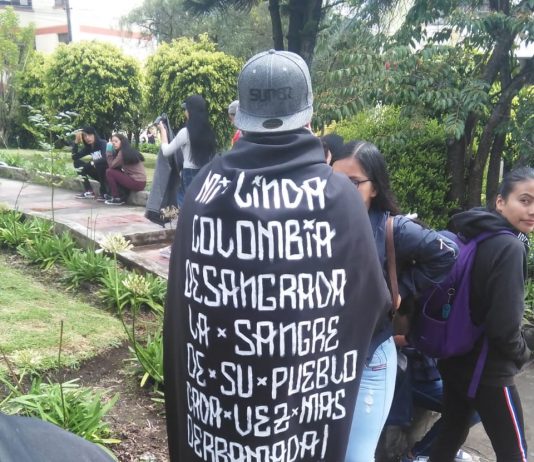 SUPER
Mi LiNDA
COLOMBiA
DESANGRADA
LA × SANGRE
DE × SU × PUEBLO
CADA × VEZ × MAS
DERRAMADA!